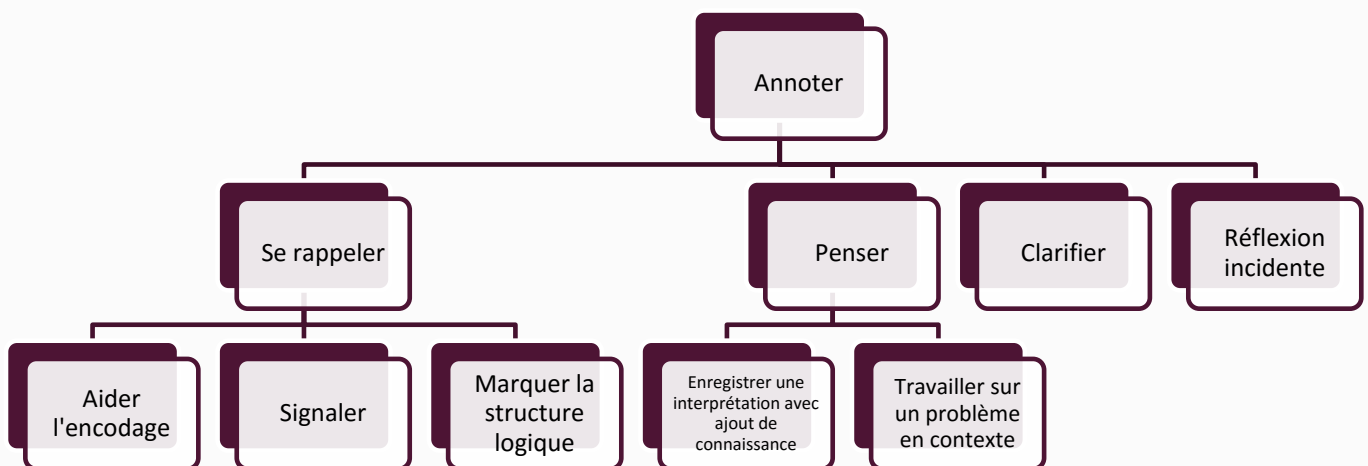 Annoter
Se rappeler
Penser
Clarifier
Réflexion
incidente
Aider
l'encodage
Signaler
Marquer la
structure
logique
Enregistrer une
interprétation avec
ajout de
connaissance
Travailler sur
un problème
en contexte